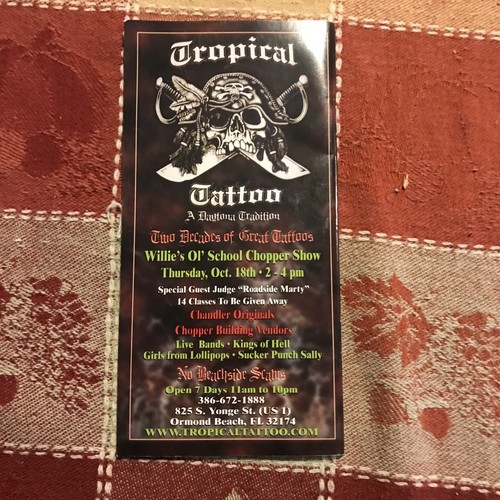 Tropical
Tattoo
A Daytona Tradition
Two Decades of Great Tattoos
Willie's Ol' School Chopper Show
Thursday, Oct. 18th • 2 - 4 pm
Special Guest Judge "Roadside Marty"
14 Classes To Be Given Away
Chandler Originals
Chopper Building Vendors
Live Bands • Kings of Hell
Girls from Lollipops • Sucker Punch Sally
No Beachside Scams
Open 7 Days 11am to 10pm
386-672-1888
825 S. Yonge St. (US 1)
Ormond Beach, FL 32174
WWW.TROPICALTATTOO.COM